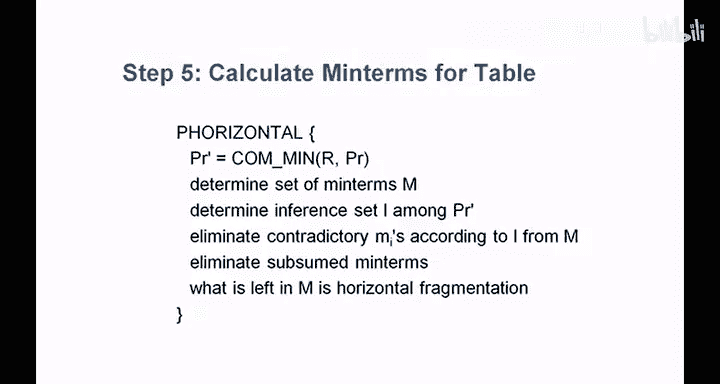 bilibili
Step 5: Calculate Minterms for Table
PHORIZONTAL {
Pr' = COM_MIN(R, Pr)
determine set of minterms M
determine inference set I among Pr'
eliminate contradictory mᵢ's according to I from M
eliminate subsumed minterms
what is left in M is horizontal fragmentation
}